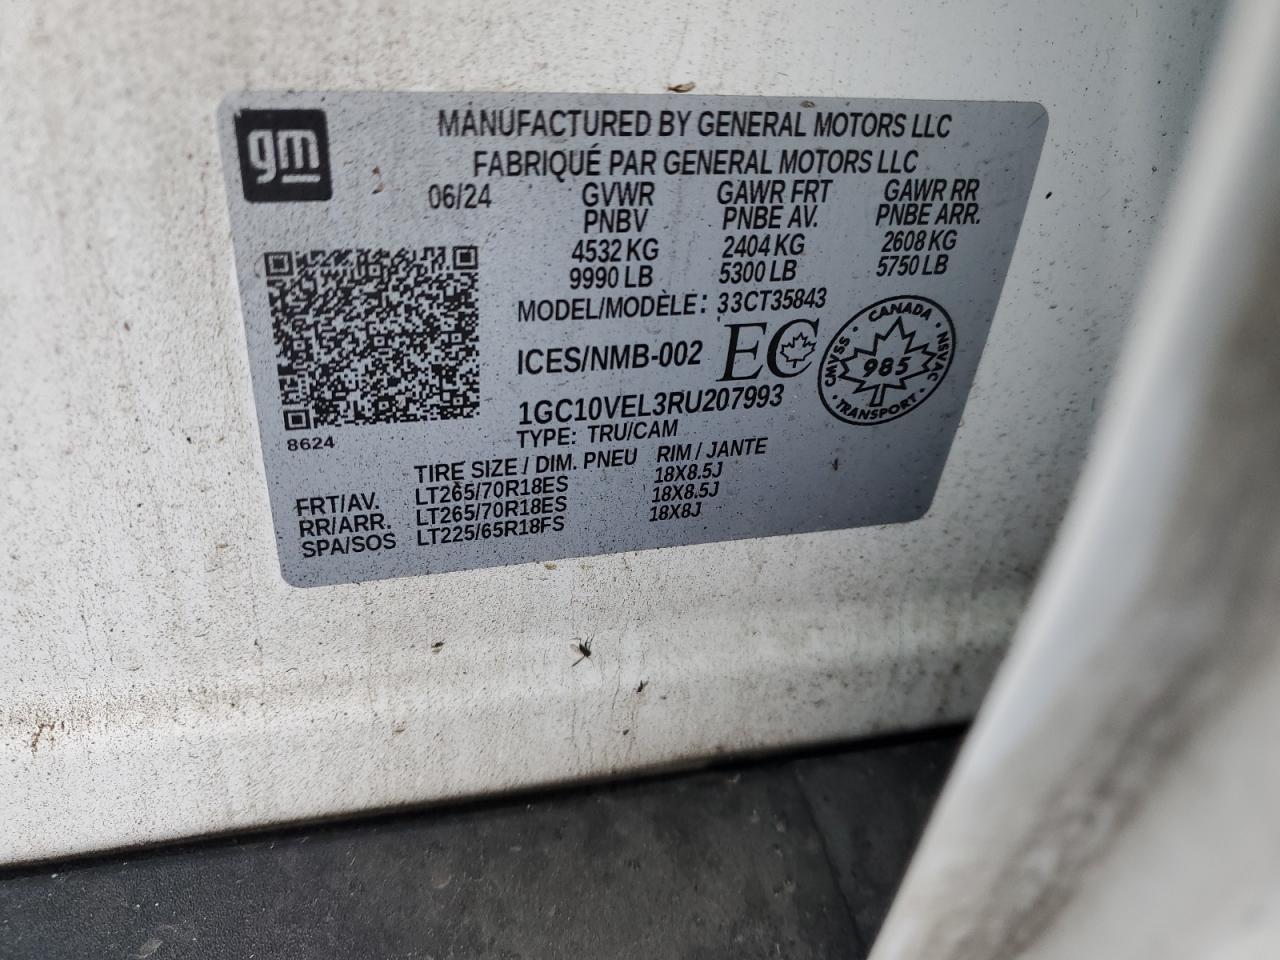 gm
MANUFACTURED BY GENERAL MOTORS LLC
FABRIQUÉ PAR GENERAL MOTORS LLC
06/24 GVWR GAWR FRT GAWR RR
PNBV PNBE AV. PNBE ARR.
4532 KG 2404 KG 2608 KG
9990 LB 5300 LB 5750 LB
MODEL/MODÈLE: 33CT35843
ICES/NMB-002 EC
CANADA · NSVAC · TRANSPORT · CMVSS ·
985
1GC10VEL3RU207993
TYPE: TRU/CAM
8624
TIRE SIZE / DIM. PNEU RIM / JANTE
FRT/AV. LT265/70R18ES 18X8.5J
RR/ARR. LT265/70R18ES 18X8.5J
SPA/SOS LT225/65R18FS 18X8J